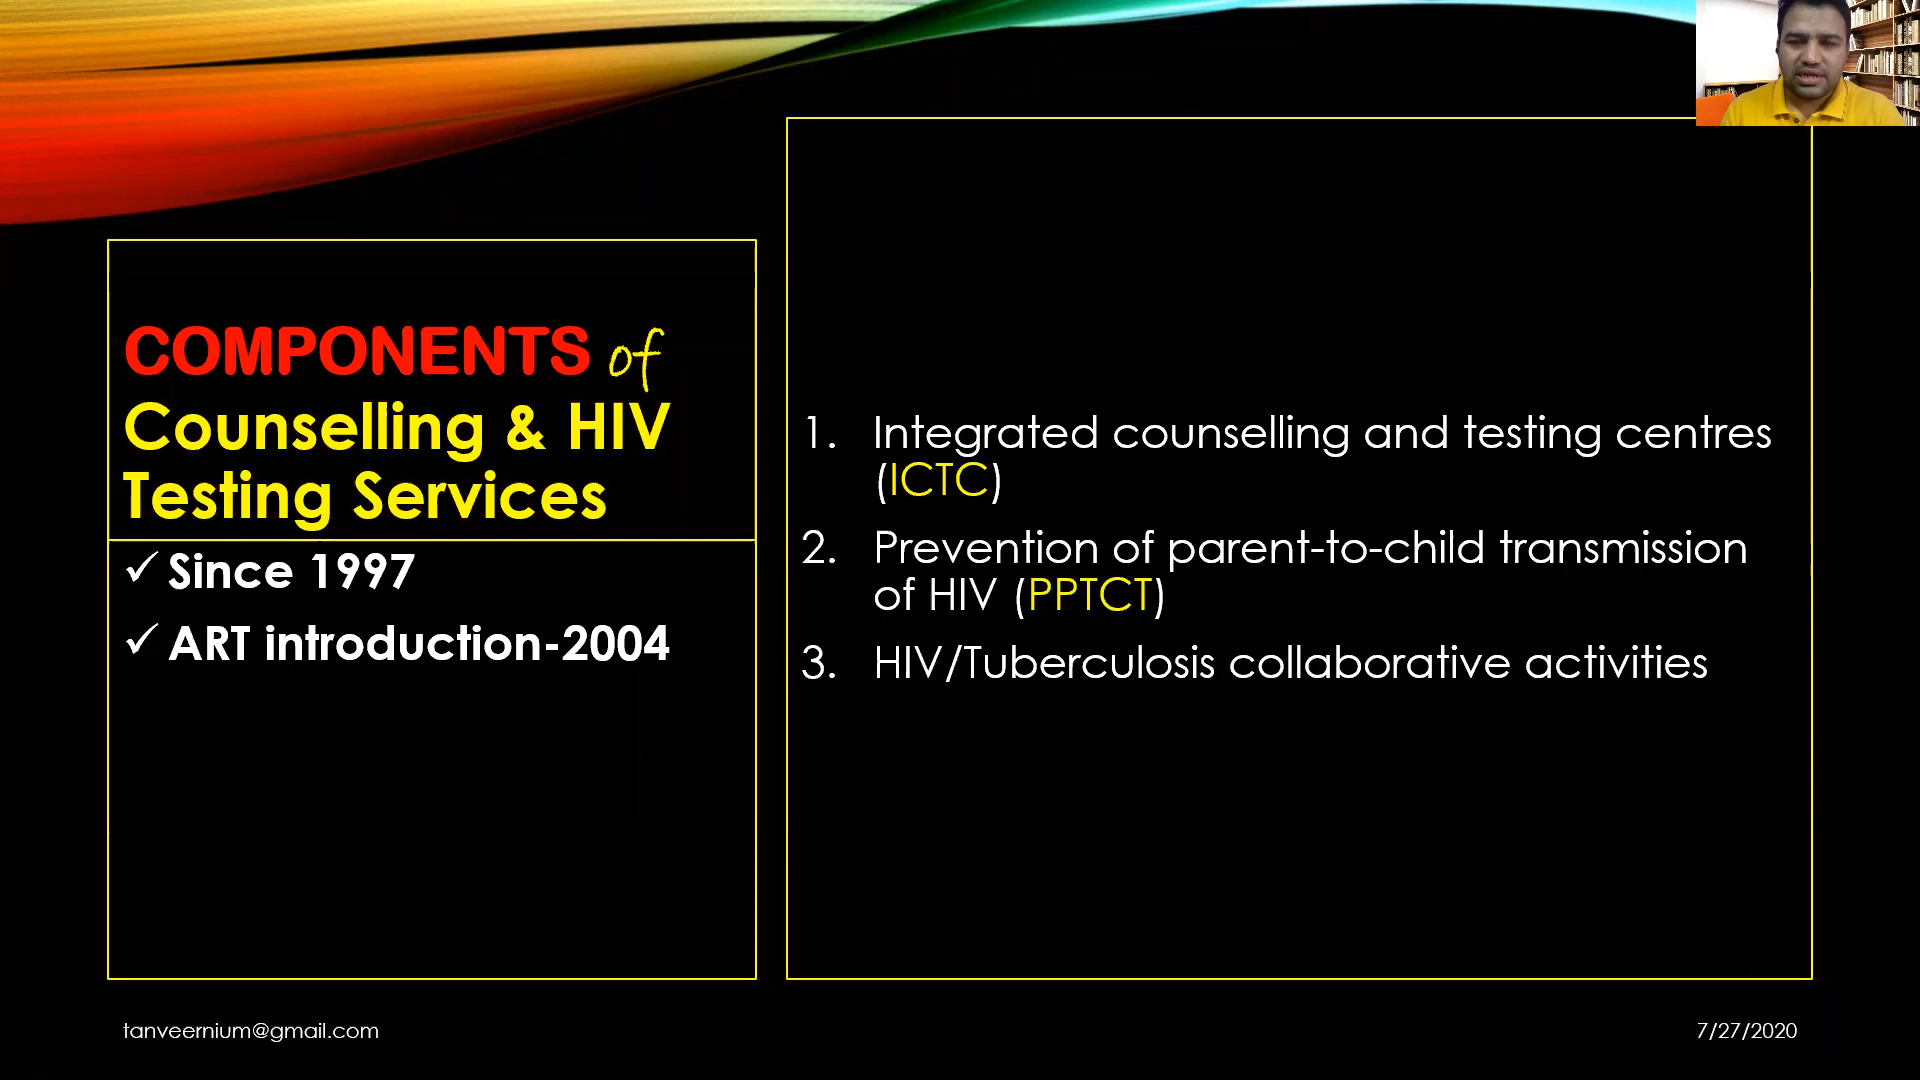 COMPONENTS of
Counselling & HIV
Testing Services
✓ Since 1997
✓ ART introduction-2004
1. Integrated counselling and testing centres
(ICTC)
2. Prevention of parent-to-child transmission
of HIV (PPTCT)
3. HIV/Tuberculosis collaborative activities
tanveernium@gmail.com
7/27/2020